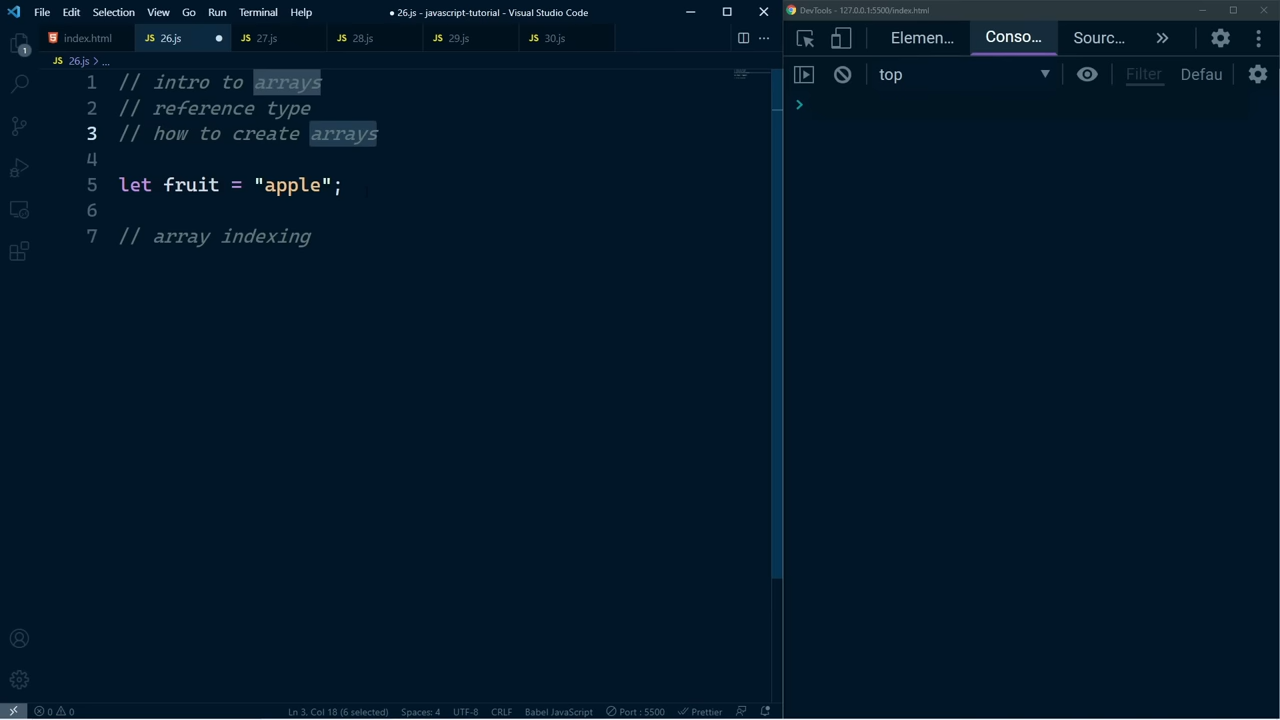 File Edit Selection View Go Run Terminal Help
● 26.js - javascript-tutorial - Visual Studio Code
DevTools - 127.0.0.1:5500/index.html
index.html
JS 26.js
JS 27.js
JS 28.js
JS 29.js
JS 30.js
JS 26.js > ...
Elemen...
Conso...
Sourc...
top
Filter
Defau
1 // intro to arrays
2 // reference type
3 // how to create arrays
4
5 let fruit = "apple";
6
7 // array indexing
1
0 0
Ln 3, Col 18 (6 selected)
Spaces: 4
UTF-8
CRLF
Babel JavaScript
Port : 5500
Prettier